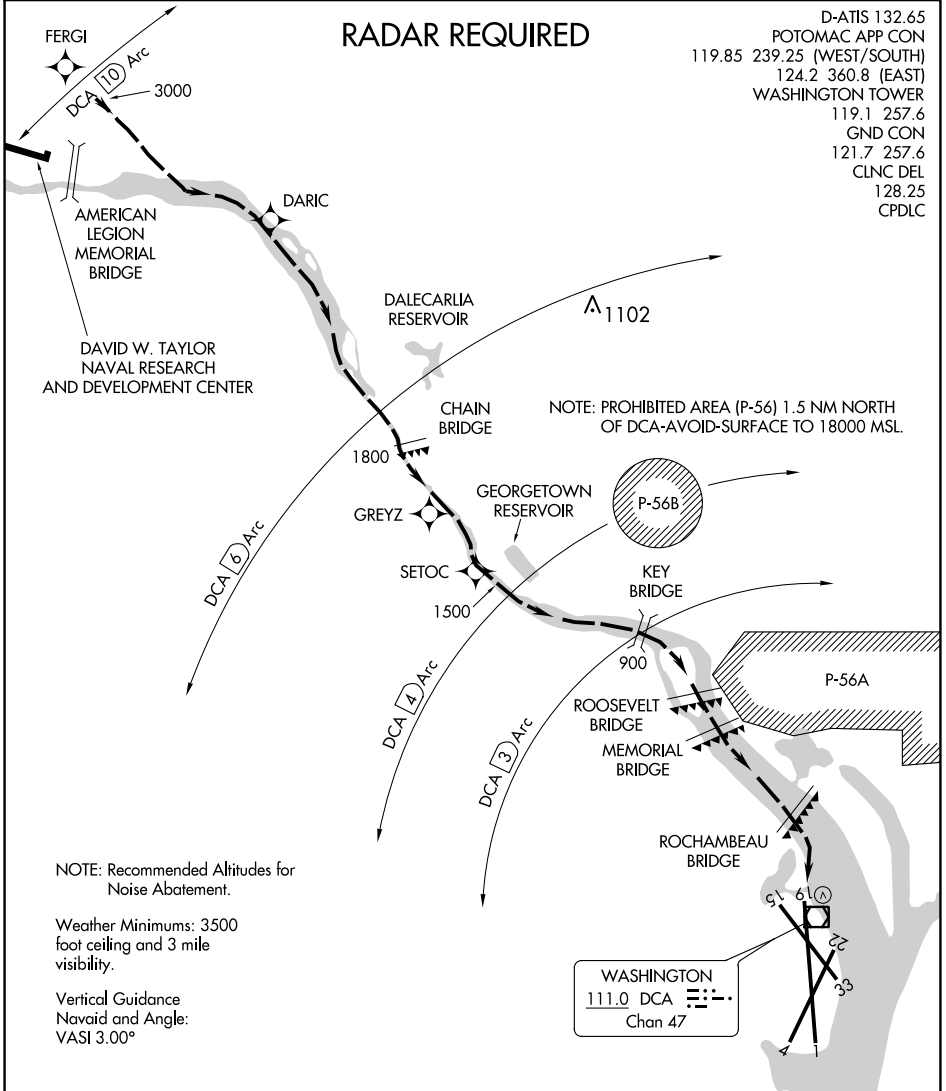 RADAR REQUIRED
D-ATIS 132.65
POTOMAC APP CON
119.85 239.25 (WEST/SOUTH)
124.2 360.8 (EAST)
WASHINGTON TOWER
119.1 257.6
GND CON
121.7 257.6
CLNC DEL
128.25
CPDLC
FERGI
DCA 10 Arc
3000
AMERICAN
LEGION
MEMORIAL
BRIDGE
DARIC
DAVID W. TAYLOR
NAVAL RESEARCH
AND DEVELOPMENT CENTER
DALECARLIA
RESERVOIR
1102
CHAIN
BRIDGE
NOTE: PROHIBITED AREA (P-56) 1.5 NM NORTH
OF DCA-AVOID-SURFACE TO 18000 MSL.
1800
GREYZ
GEORGETOWN
RESERVOIR
P-56B
DCA 6 Arc
SETOC
1500
KEY
BRIDGE
900
DCA 4 Arc
P-56A
ROOSEVELT
BRIDGE
MEMORIAL
BRIDGE
DCA 3 Arc
ROCHAMBEAU
BRIDGE
NOTE: Recommended Altitudes for
Noise Abatement.
Weather Minimums: 3500
foot ceiling and 3 mile
visibility.
Vertical Guidance
Navaid and Angle:
VASI 3.00°
15
19
V
22
33
4
1
WASHINGTON
111.0 DCA
Chan 47